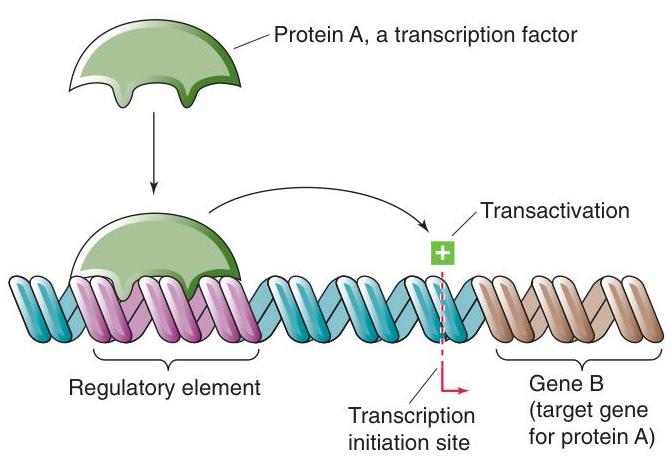 Protein A, a transcription factor
Transactivation
+
Regulatory element
Transcription
initiation site
Gene B
(target gene
for protein A)